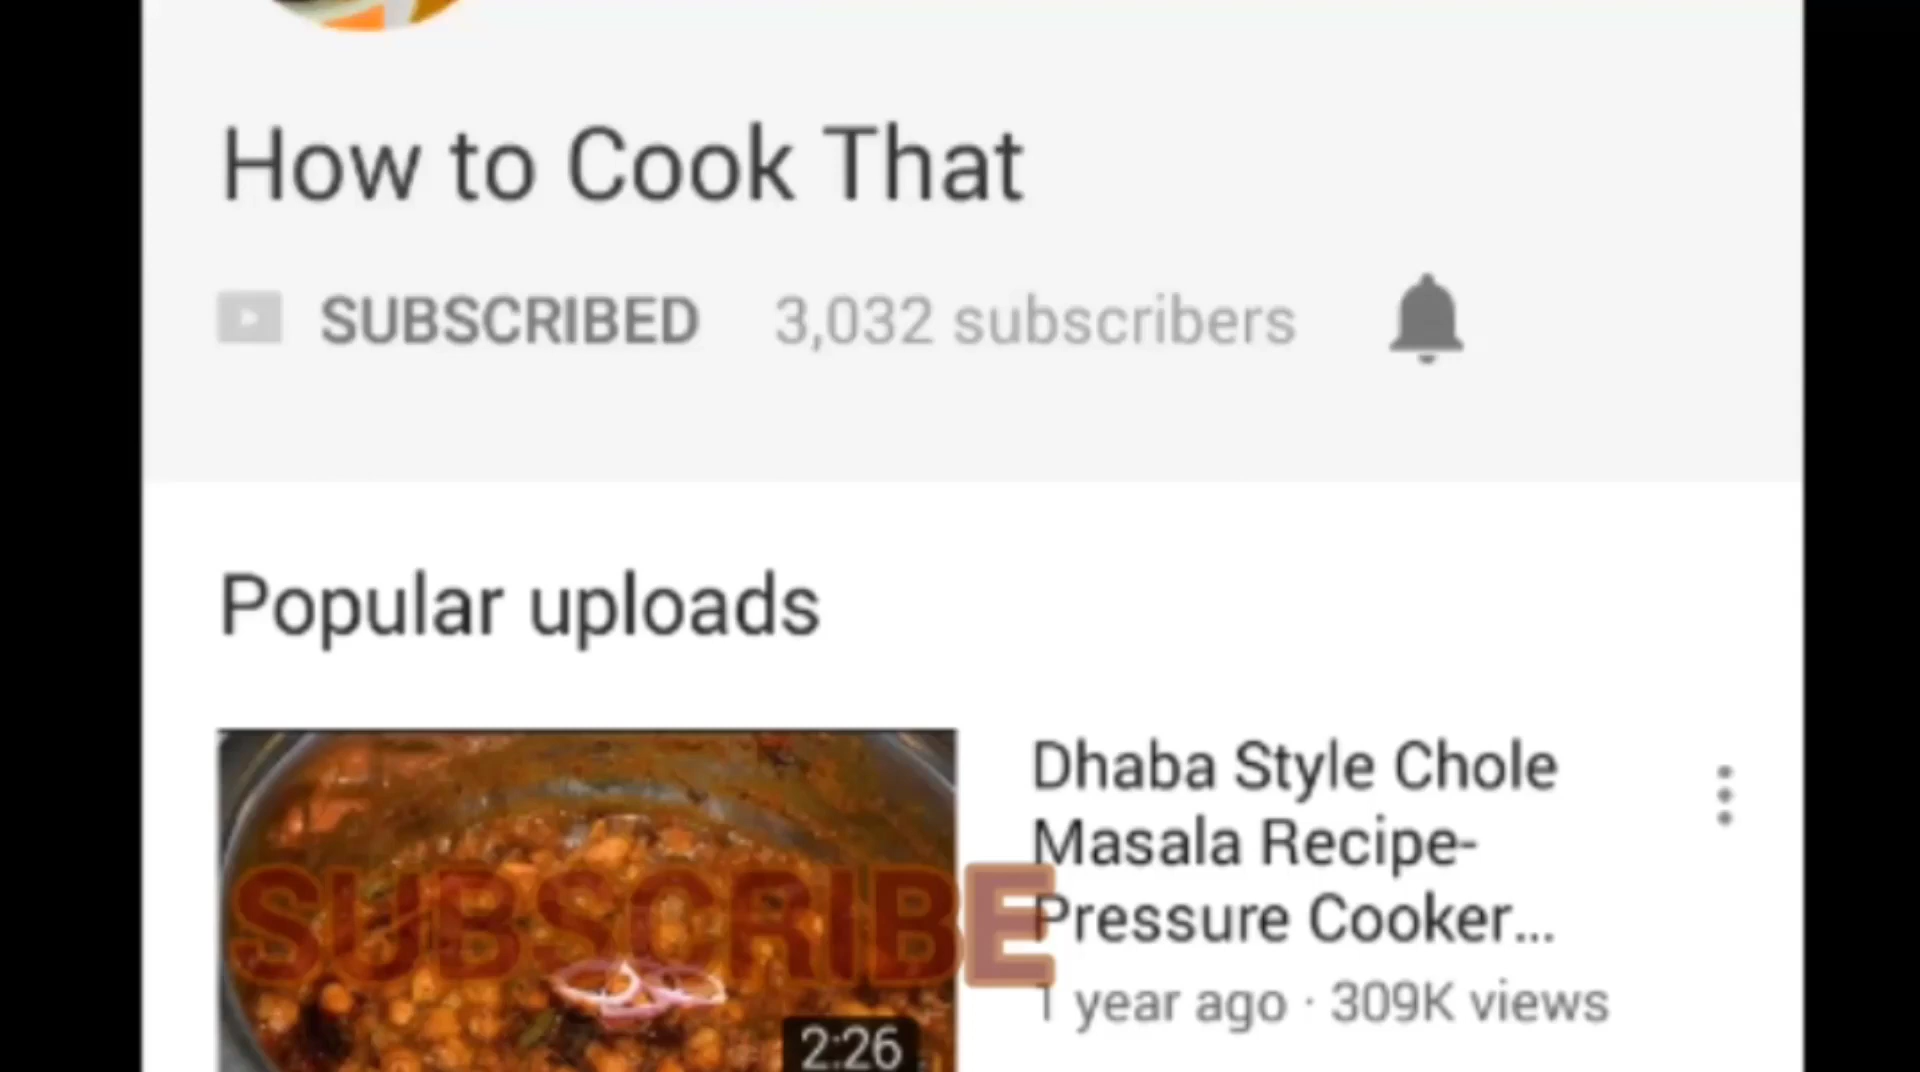 How to Cook That
SUBSCRIBED 3,032 subscribers
Popular uploads
Dhaba Style Chole
Masala Recipe-
Pressure Cooker...
1 year ago · 309K views
SUBSCRIBE
2:26